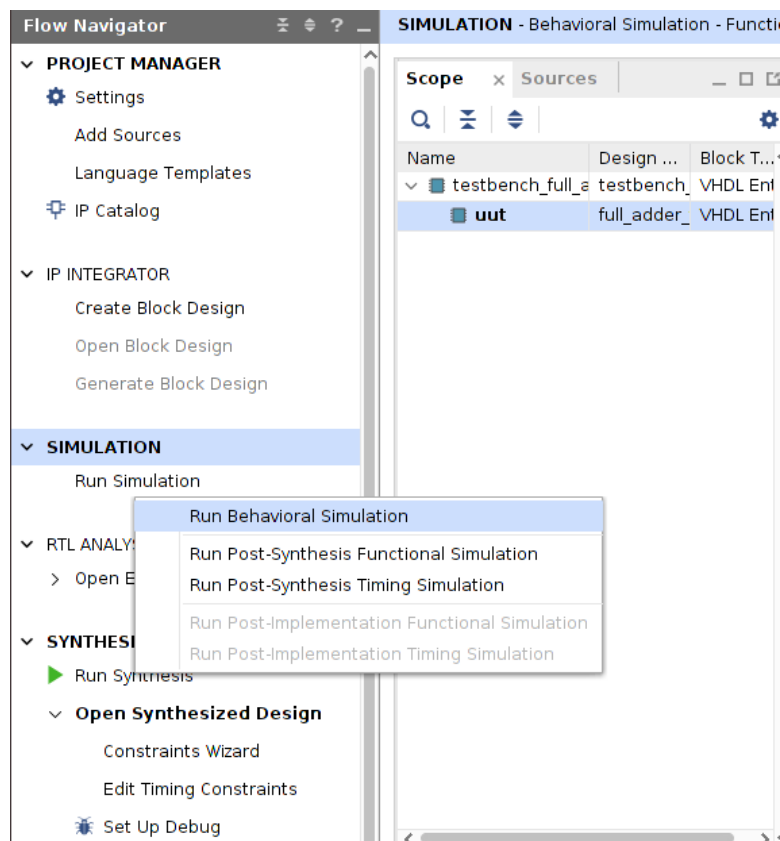 Flow Navigator ?
PROJECT MANAGER
Settings
Add Sources
Language Templates
IP Catalog
IP INTEGRATOR
Create Block Design
Open Block Design
Generate Block Design
SIMULATION
Run Simulation
Run Behavioral Simulation
Run Post-Synthesis Functional Simulation
Run Post-Synthesis Timing Simulation
Run Post-Implementation Functional Simulation
Run Post-Implementation Timing Simulation
RTL ANALYS
Open E
SYNTHESI
Run Synthesis
Open Synthesized Design
Constraints Wizard
Edit Timing Constraints
Set Up Debug
SIMULATION - Behavioral Simulation - Functi
Scope Sources
Name Design ... Block T...
testbench_full_a testbench_ VHDL Ent
uut full_adder_ VHDL Ent